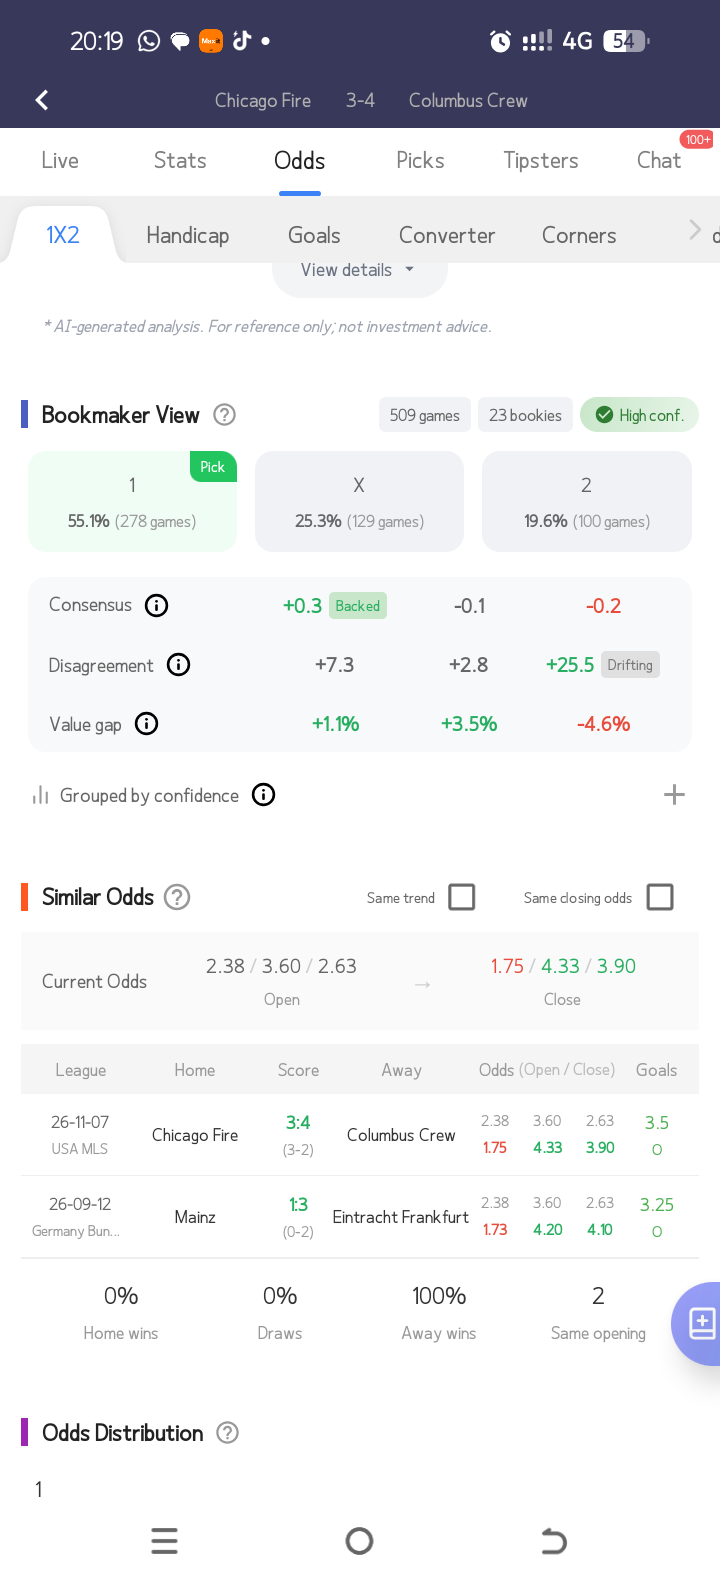 20:19 Mexa 4G 54
Chicago Fire 3-4 Columbus Crew
100+
Live Stats Odds Picks Tipsters Chat
1X2 Handicap Goals Converter Corners d
View details
* AI-generated analysis. For reference only; not investment advice.
Bookmaker View 509 games 23 bookies High conf.
Pick
1 X 2
55.1% (278 games) 25.3% (129 games) 19.6% (100 games)
Consensus +0.3 Backed -0.1 -0.2
Disagreement +7.3 +2.8 +25.5 Drifting
Value gap +1.1% +3.5% -4.6%
Grouped by confidence
Similar Odds Same trend Same closing odds
Current Odds 2.38 / 3.60 / 2.63 → 1.75 / 4.33 / 3.90
Open Close
League Home Score Away Odds (Open / Close) Goals
26-11-07 Chicago Fire 3:4 Columbus Crew 2.38 3.60 2.63 3.5
USA MLS (3-2) 1.75 4.33 3.90 O
26-09-12 Mainz 1:3 Eintracht Frankfurt 2.38 3.60 2.63 3.25
Germany Bun... (0-2) 1.73 4.20 4.10 O
0% 0% 100% 2
Home wins Draws Away wins Same opening
Odds Distribution
1